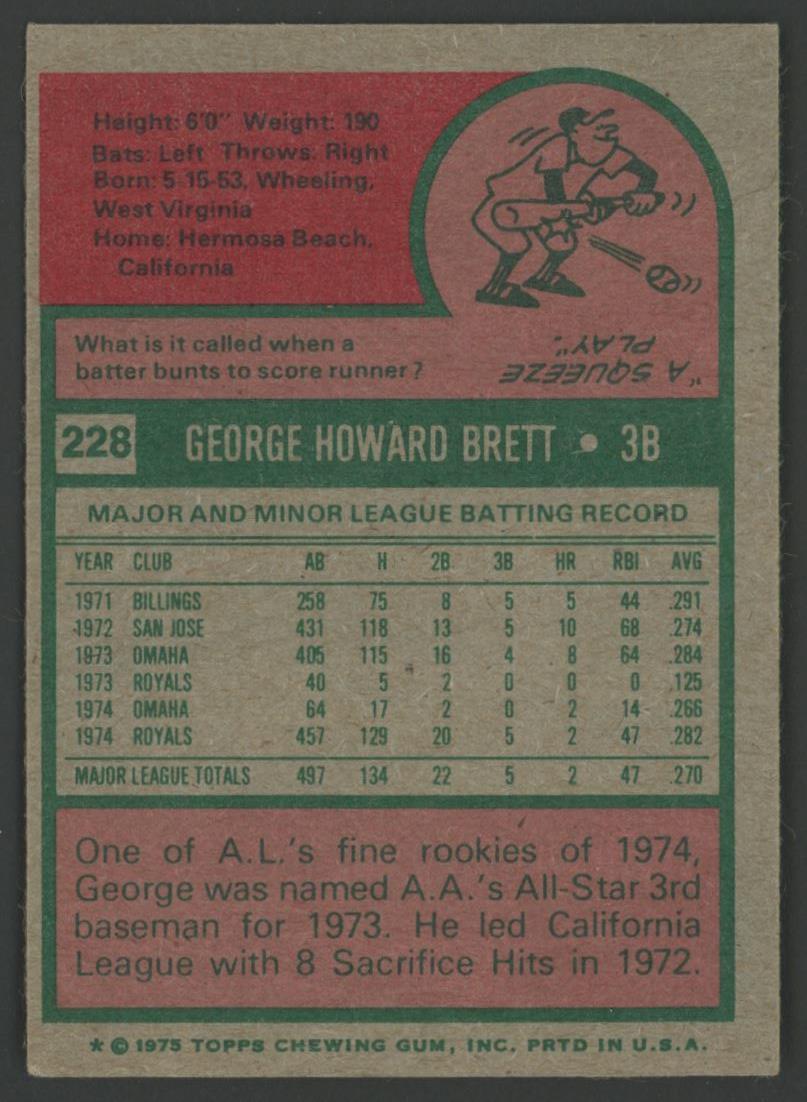 Height: 6'0" Weight: 190
Bats: Left Throws: Right
Born: 5-15-53, Wheeling,
West Virginia
Home: Hermosa Beach,
California
What is it called when a
batter bunts to score runner?
"A SQUEEZE
PLAY".
228 GEORGE HOWARD BRETT • 3B
MAJOR AND MINOR LEAGUE BATTING RECORD
YEAR CLUB AB H 2B 3B HR RBI AVG
1971 BILLINGS 258 75 8 5 5 44 .291
1972 SAN JOSE 431 118 13 5 10 68 .274
1973 OMAHA 405 115 16 4 8 64 .284
1973 ROYALS 40 5 2 0 0 0 .125
1974 OMAHA 64 17 2 0 2 14 .266
1974 ROYALS 457 129 20 5 2 47 .282
MAJOR LEAGUE TOTALS 497 134 22 5 2 47 .270
One of A.L.'s fine rookies of 1974,
George was named A.A.'s All-Star 3rd
baseman for 1973. He led California
League with 8 Sacrifice Hits in 1972.
* © 1975 TOPPS CHEWING GUM, INC. PRTD IN U.S.A.